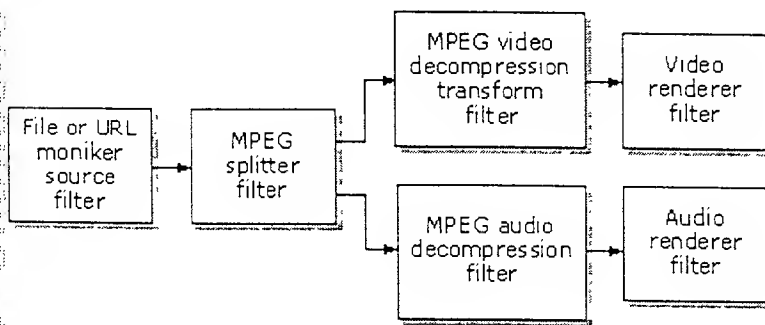 File or URL
moniker
source
filter
MPEG
splitter
filter
MPEG video
decompression
transform
filter
Video
renderer
filter
MPEG audio
decompression
filter
Audio
renderer
filter